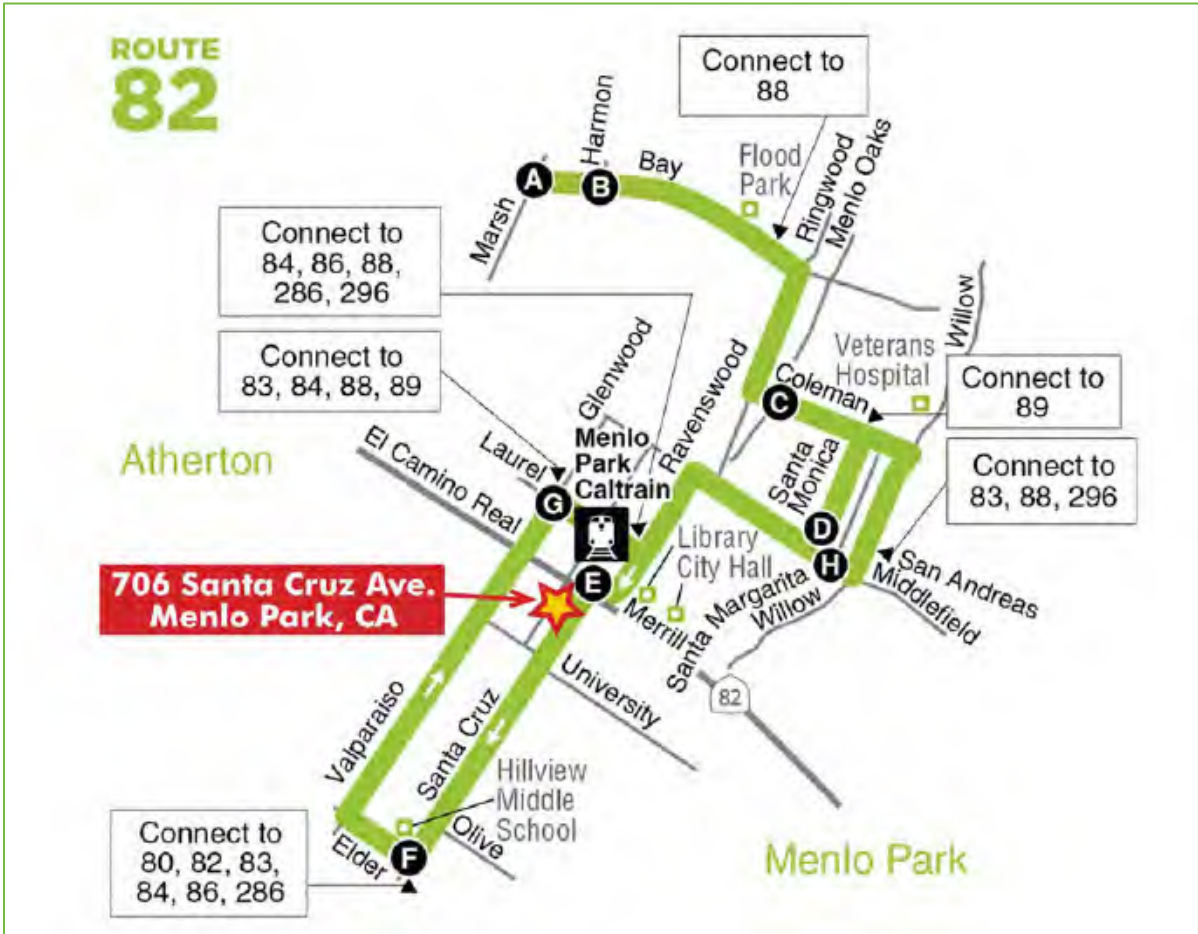 ROUTE
82
Connect to
88
Harmon
Bay
Flood
Park
Ringwood
Menlo Oaks
A
B
Marsh
Connect to
84, 86, 88,
286, 296
Connect to
83, 84, 88, 89
Glenwood
Ravenswood
Willow
Veterans
Hospital
Coleman
C
Connect to
89
Atherton
El Camino Real
Laurel
Menlo
Park
Caltrain
Santa
Monica
Connect to
83, 88, 296
G
D
Library
City Hall
H
San Andreas
Middlefield
706 Santa Cruz Ave.
Menlo Park, CA
E
Merrill
Santa Margarita
Willow
University
82
Valparaiso
Santa Cruz
Hillview
Middle
School
Olive
Elder
F
Connect to
80, 82, 83,
84, 86, 286
Menlo Park